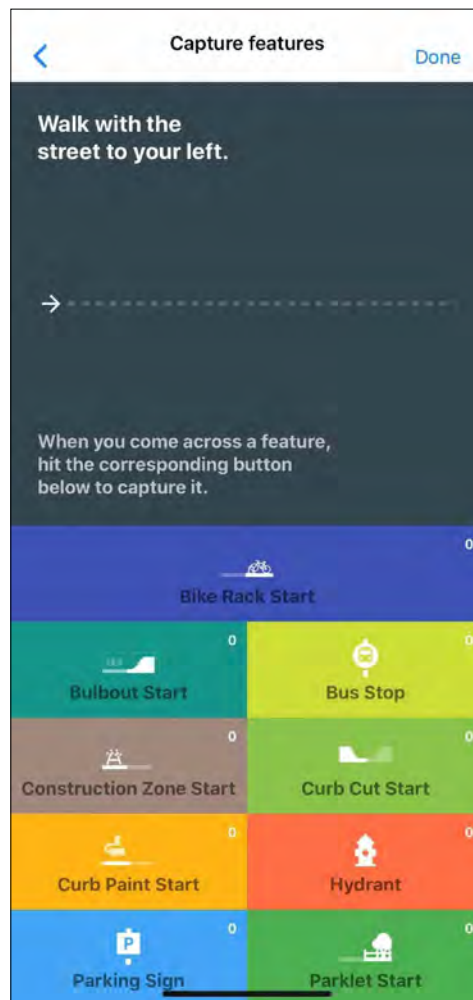 Capture features
Done
Walk with the
street to your left.
When you come across a feature,
hit the corresponding button
below to capture it.
0
Bike Rack Start
0
0
Bulbout Start
Bus Stop
0
0
Construction Zone Start
Curb Cut Start
0
0
Curb Paint Start
Hydrant
0
0
P
Parking Sign
Parklet Start